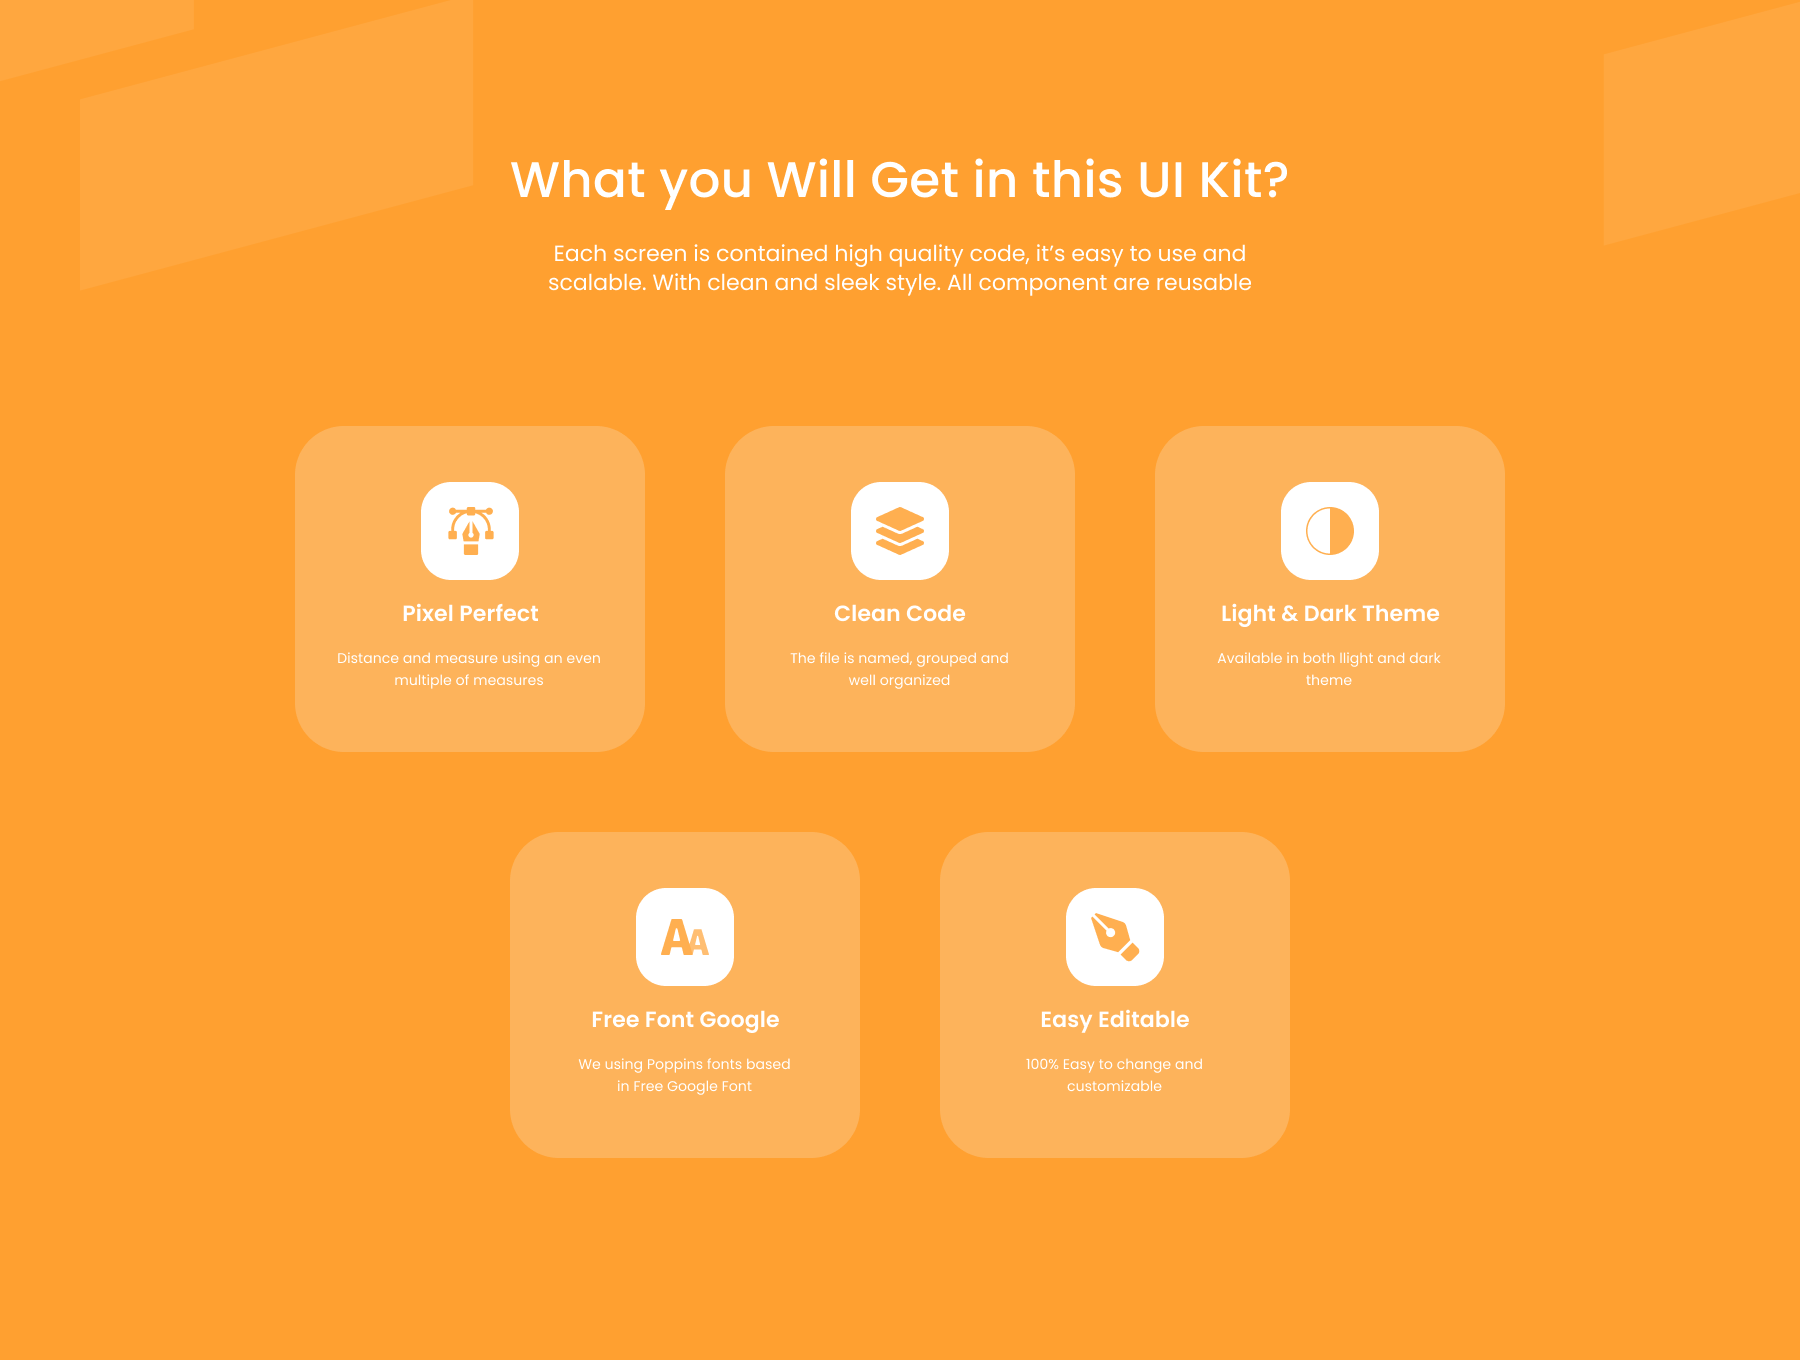 What you Will Get in this UI Kit?
Each screen is contained high quality code, it’s easy to use and
scalable. With clean and sleek style. All component are reusable
Pixel Perfect
Distance and measure using an even
multiple of measures
Clean Code
The file is named, grouped and
well organized
Light & Dark Theme
Available in both llight and dark
theme
AA
Free Font Google
We using Poppins fonts based
in Free Google Font
Easy Editable
100% Easy to change and
customizable